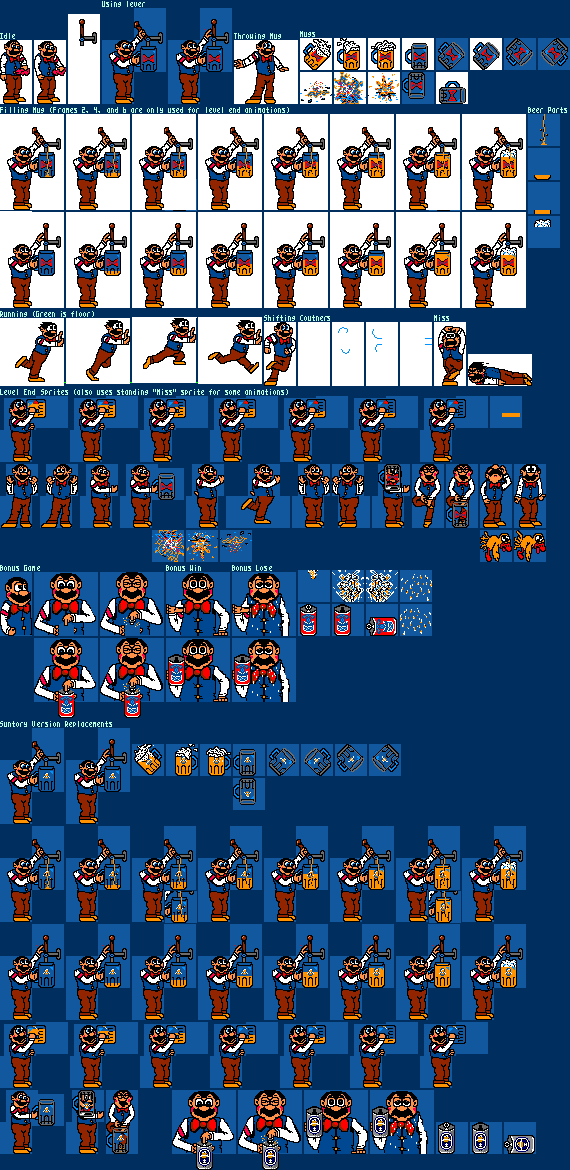 Using lever
Idle
Throwing Mug
Mugs
Filling Mug (Frames 2, 4, and 6 are only used for level end animations)
Beer Parts
Running (Green is floor)
Shifting Coutners
Miss
Level End Sprites (also uses standing "Miss" sprite for some animations)
Bonus Game
Bonus Win
Bonus Lose
Suntory Version Replacements